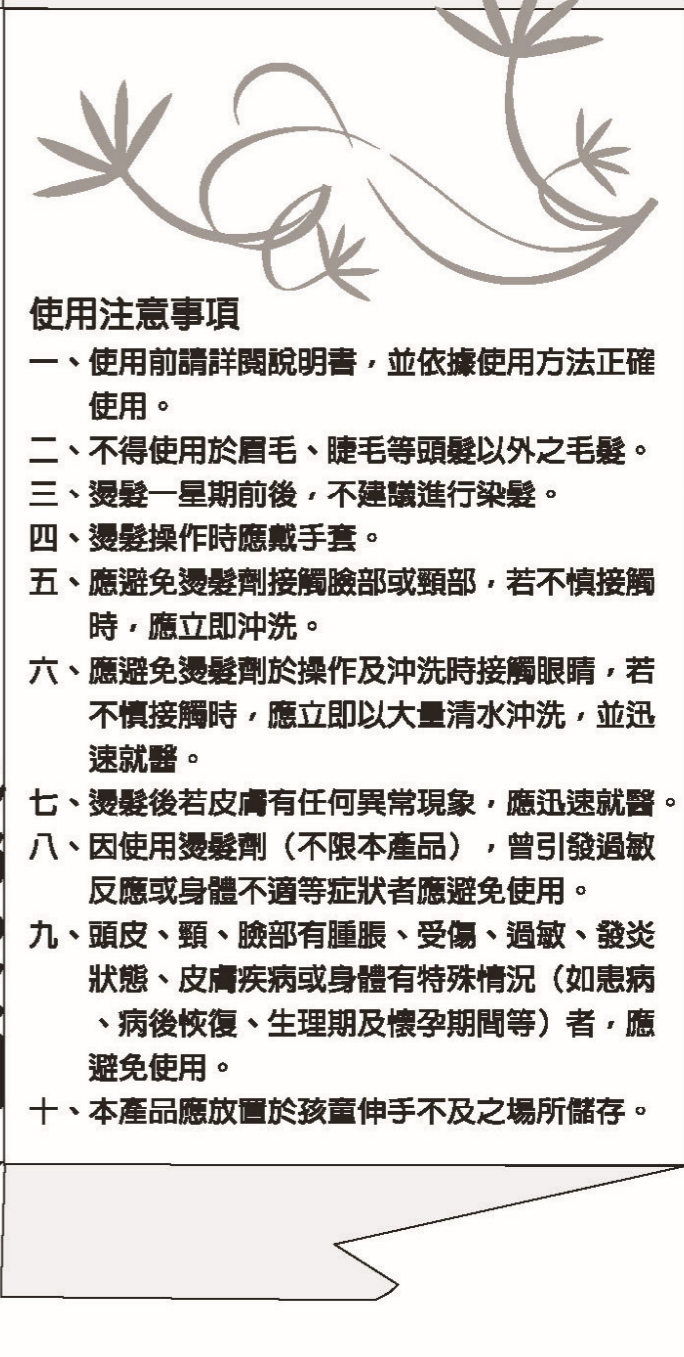 使用注意事項
一、使用前請詳閱說明書，並依據使用方法正確
使用。
二、不得使用於眉毛、睫毛等頭髮以外之毛髮。
三、燙髮一星期前後，不建議進行染髮。
四、燙髮操作時應戴手套。
五、應避免燙髮劑接觸臉部或頸部，若不慎接觸
時，應立即沖洗。
六、應避免燙髮劑於操作及沖洗時接觸眼睛，若
不慎接觸時，應立即以大量清水沖洗，並迅
速就醫。
七、燙髮後若皮膚有任何異常現象，應迅速就醫。
八、因使用燙髮劑（不限本產品），曾引發過敏
反應或身體不適等症狀者應避免使用。
九、頭皮、頸、臉部有腫脹、受傷、過敏、發炎
狀態、皮膚疾病或身體有特殊情況（如患病
、病後恢復、生理期及懷孕期間等）者，應
避免使用。
十、本產品應放置於孩童伸手不及之場所儲存。